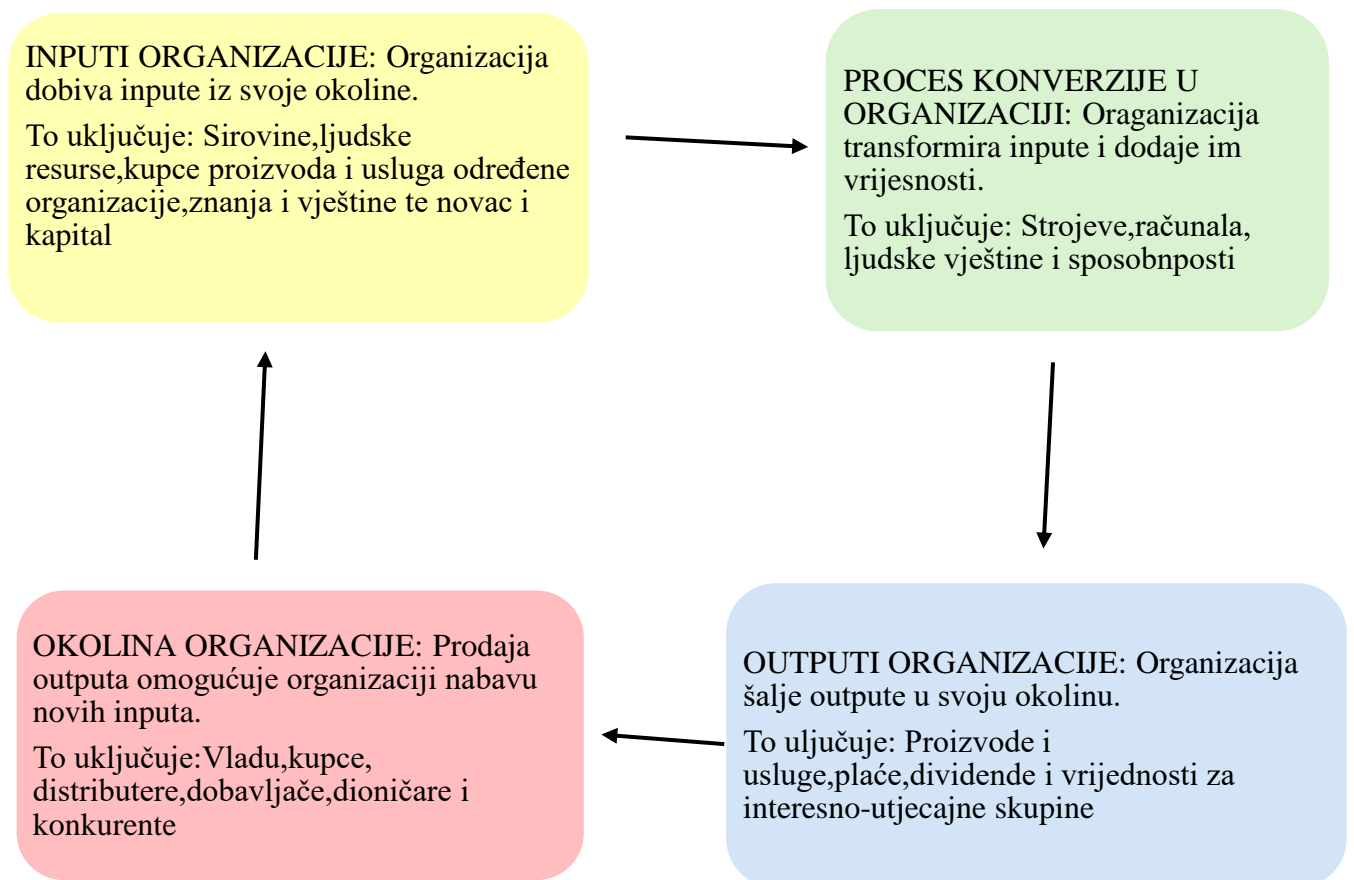 INPUTI ORGANIZACIJE: Organizacija
dobiva inpute iz svoje okoline.
To uključuje: Sirovine,ljudske
resurse,kupce proizvoda i usluga određene
organizacije,znanja i vještine te novac i
kapital
PROCES KONVERZIJE U
ORGANIZACIJI: Oraganizacija
transformira inpute i dodaje im
vrijesnosti.
To uključuje: Strojeve,računala,
ljudske vještine i sposobnposti
OKOLINA ORGANIZACIJE: Prodaja
outputa omogućuje organizaciji nabavu
novih inputa.
To uključuje:Vladu,kupce,
distributere,dobavljače,dioničare i
konkurente
OUTPUTI ORGANIZACIJE: Organizacija
šalje outpute u svoju okolinu.
To uljučuje: Proizvode i
usluge,plaće,dividende i vrijednosti za
interesno-utjecajne skupine